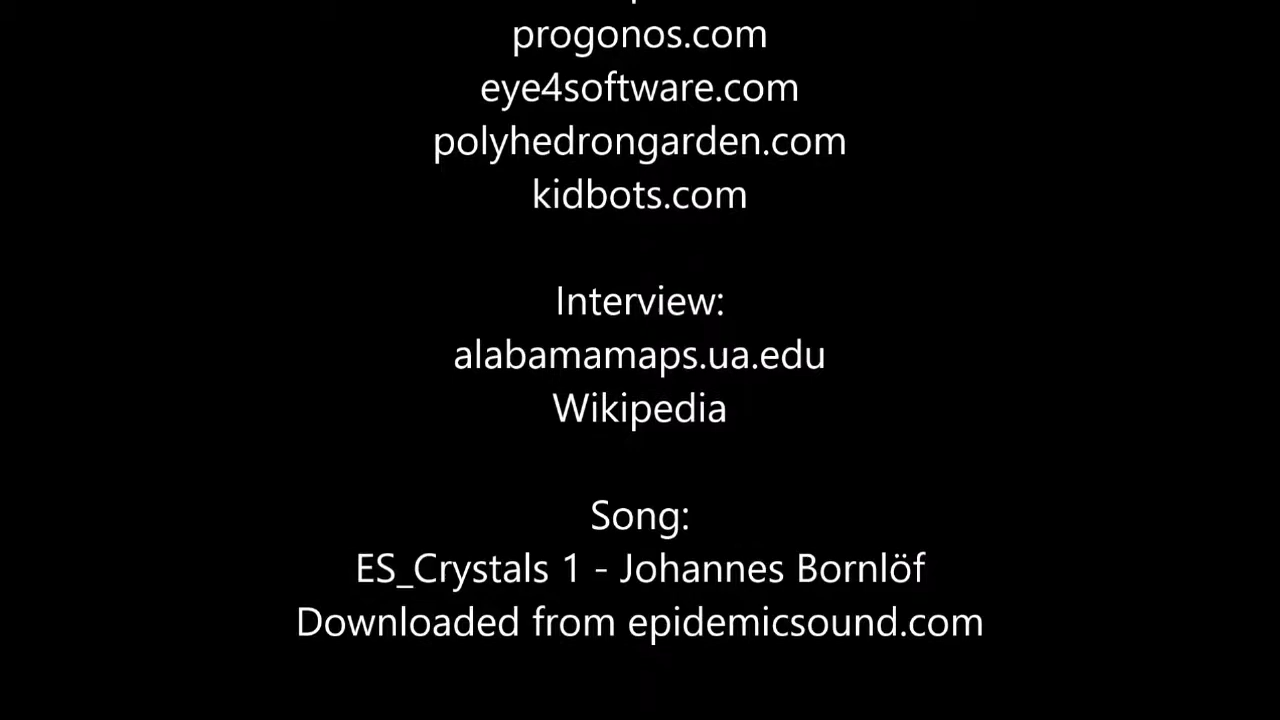 progonos.com
eye4software.com
polyhedrongarden.com
kidbots.com
Interview:
alabamamaps.ua.edu
Wikipedia
Song:
ES_Crystals 1 - Johannes Bornlöf
Downloaded from epidemicsound.com